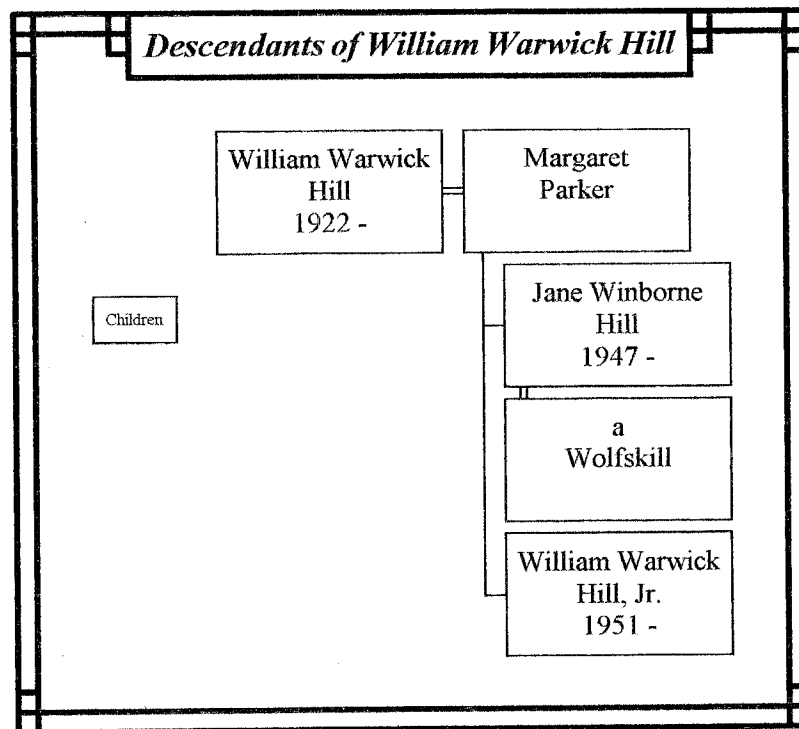 Descendants of William Warwick Hill
William Warwick
Hill
1922 -
Margaret
Parker
Children
Jane Winborne
Hill
1947 -
a
Wolfskill
William Warwick
Hill, Jr.
1951 -